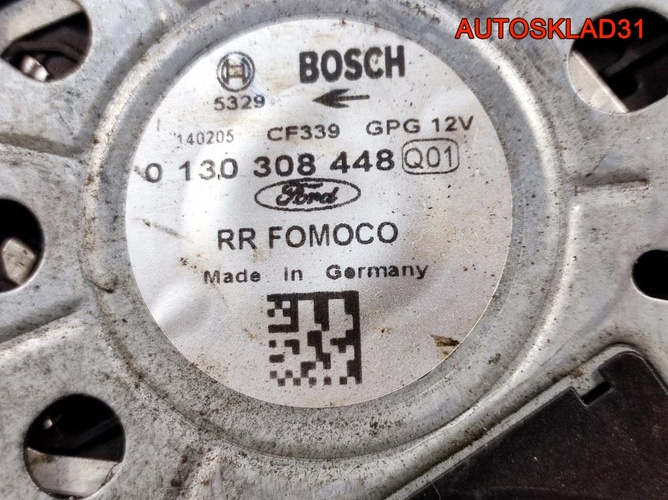 AUTOSKLAD31
BOSCH
5329
140205 CF339 GPG 12V
0 130 308 448 Q01
Ford
RR FOMOCO
Made in Germany